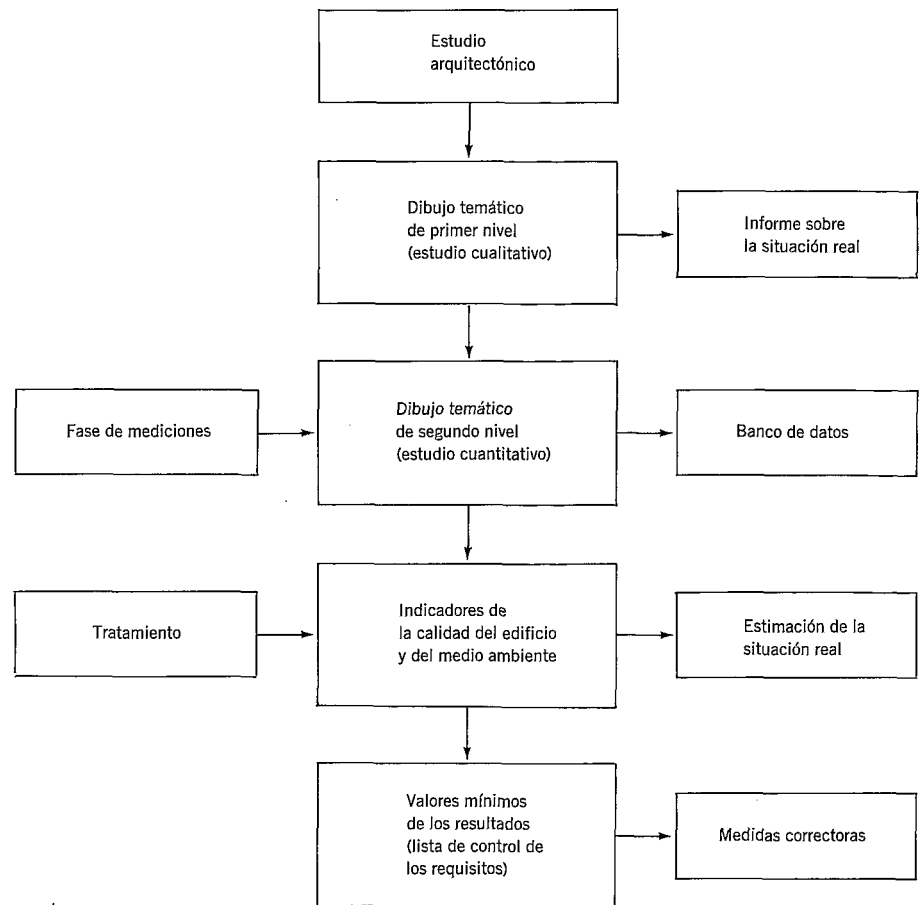 Estudio
arquitectónico
Dibujo temático
de primer nivel
(estudio cualitativo)
Informe sobre
la situación real
Fase de mediciones
Dibujo temático
de segundo nivel
(estudio cuantitativo)
Banco de datos
Tratamiento
Indicadores de
la calidad del edificio
y del medio ambiente
Estimación de la
situación real
Valores mínimos
de los resultados
(lista de control de
los requisitos)
Medidas correctoras